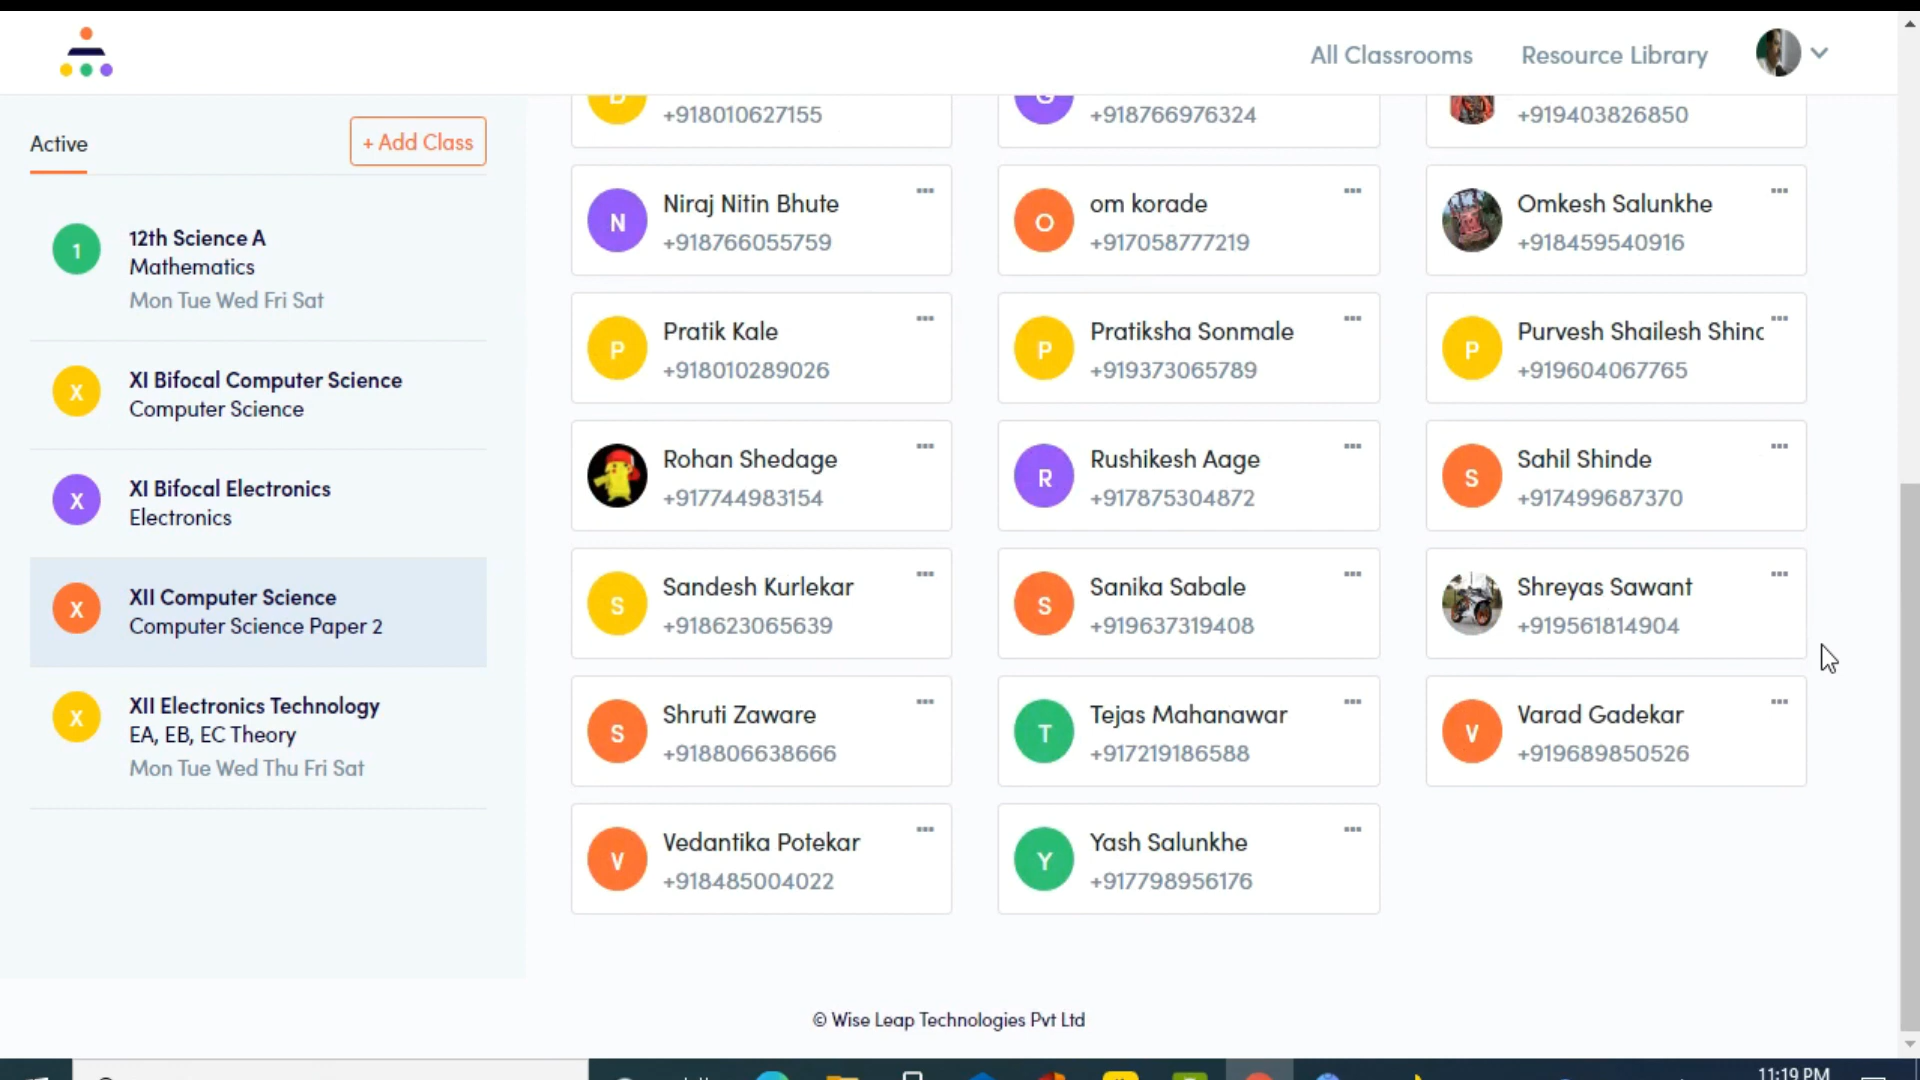 All Classrooms
Resource Library
Active
+ Add Class
1
12th Science A
Mathematics
Mon Tue Wed Fri Sat
X
XI Bifocal Computer Science
Computer Science
X
XI Bifocal Electronics
Electronics
X
XII Computer Science
Computer Science Paper 2
X
XII Electronics Technology
EA, EB, EC Theory
Mon Tue Wed Thu Fri Sat
+918010627155
+918766976324
+919403826850
N
Niraj Nitin Bhute
+918766055759
O
om korade
+917058777219
Omkesh Salunkhe
+918459540916
P
Pratik Kale
+918010289026
P
Pratiksha Sonmale
+919373065789
P
Purvesh Shailesh Shinc
+919604067765
Rohan Shedage
+917744983154
R
Rushikesh Aage
+917875304872
S
Sahil Shinde
+917499687370
S
Sandesh Kurlekar
+918623065639
S
Sanika Sabale
+919637319408
Shreyas Sawant
+919561814904
S
Shruti Zaware
+918806638666
T
Tejas Mahanawar
+917219186588
V
Varad Gadekar
+919689850526
V
Vedantika Potekar
+918485004022
Y
Yash Salunkhe
+917798956176
© Wise Leap Technologies Pvt Ltd
11:19 PM